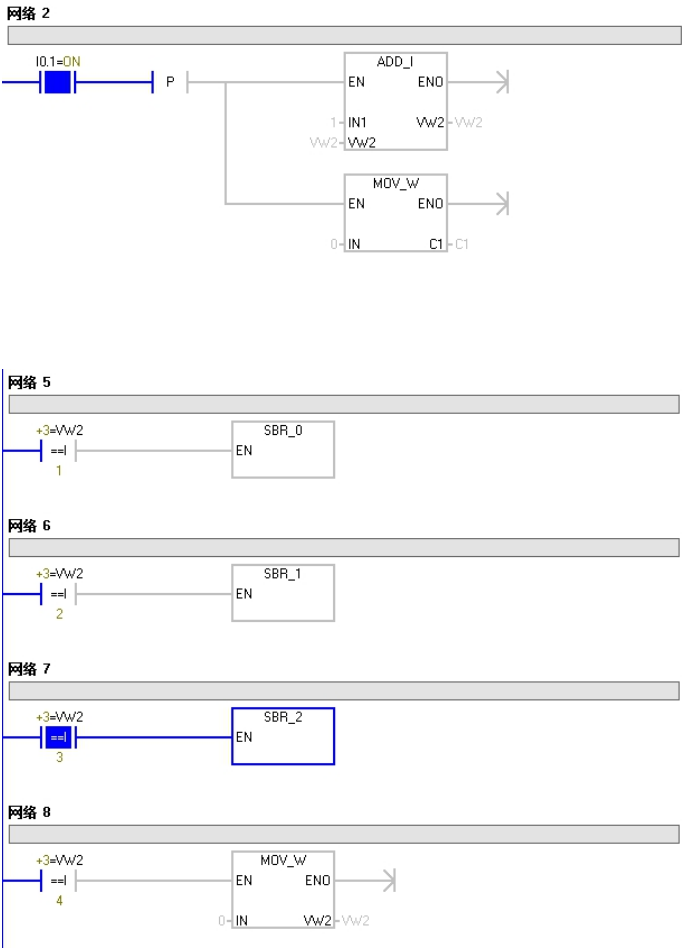 网络 2
I0.1=ON
P
ADD_I
EN ENO
1 IN1 VW2 VW2
VW2 VW2
MOV_W
EN ENO
0 IN C1 C1
网络 5
+3=VW2
==I
1
SBR_0
EN
网络 6
+3=VW2
==I
2
SBR_1
EN
网络 7
+3=VW2
==I
3
SBR_2
EN
网络 8
+3=VW2
==I
4
MOV_W
EN ENO
0 IN VW2 VW2